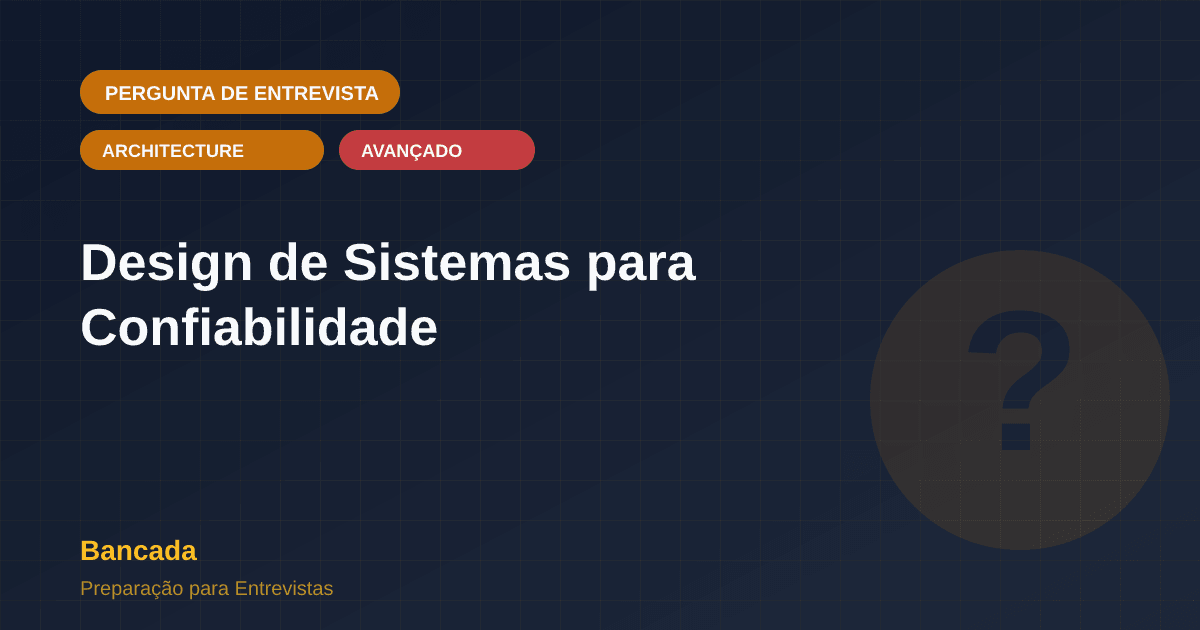 PERGUNTA DE ENTREVISTA
ARCHITECTURE
AVANÇADO
Design de Sistemas para
Confiabilidade
?
Bancada
Preparação para Entrevistas